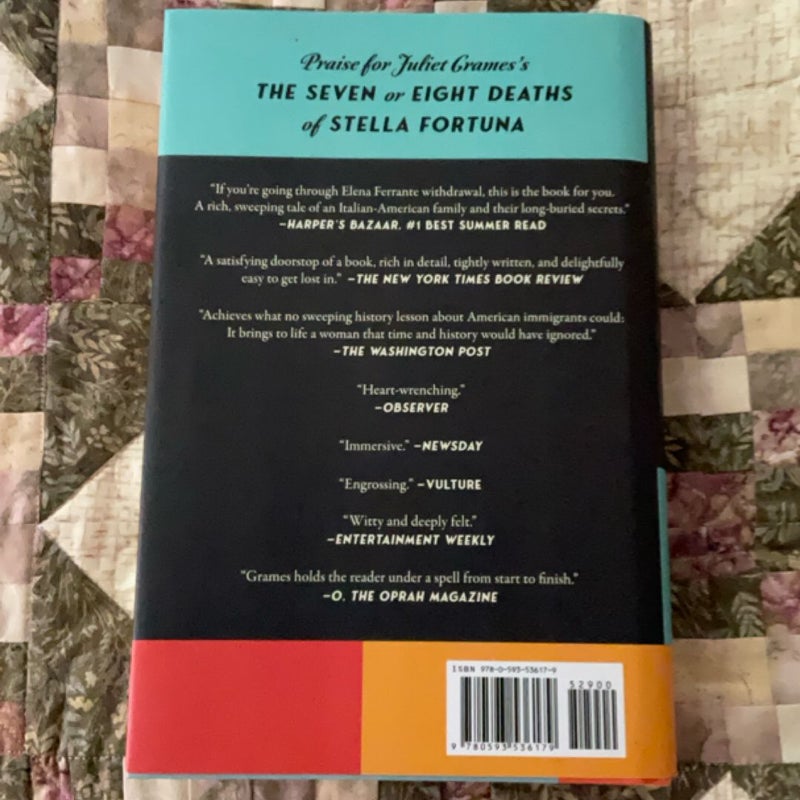 Praise for Juliet Grames's
THE SEVEN or EIGHT DEATHS
of STELLA FORTUNA
"If you're going through Elena Ferrante withdrawal, this is the book for you.
A rich, sweeping tale of an Italian-American family and their long-buried secrets."
—HARPER'S BAZAAR, #1 BEST SUMMER READ
"A satisfying doorstop of a book, rich in detail, tightly written, and delightfully
easy to get lost in." —THE NEW YORK TIMES BOOK REVIEW
"Achieves what no sweeping history lesson about American immigrants could:
It brings to life a woman that time and history would have ignored."
—THE WASHINGTON POST
"Heart-wrenching."
—OBSERVER
"Immersive." —NEWSDAY
"Engrossing." —VULTURE
"Witty and deeply felt."
—ENTERTAINMENT WEEKLY
"Grames holds the reader under a spell from start to finish."
—O, THE OPRAH MAGAZINE
ISBN 978-0-593-53617-9
52900
9 780593 536179